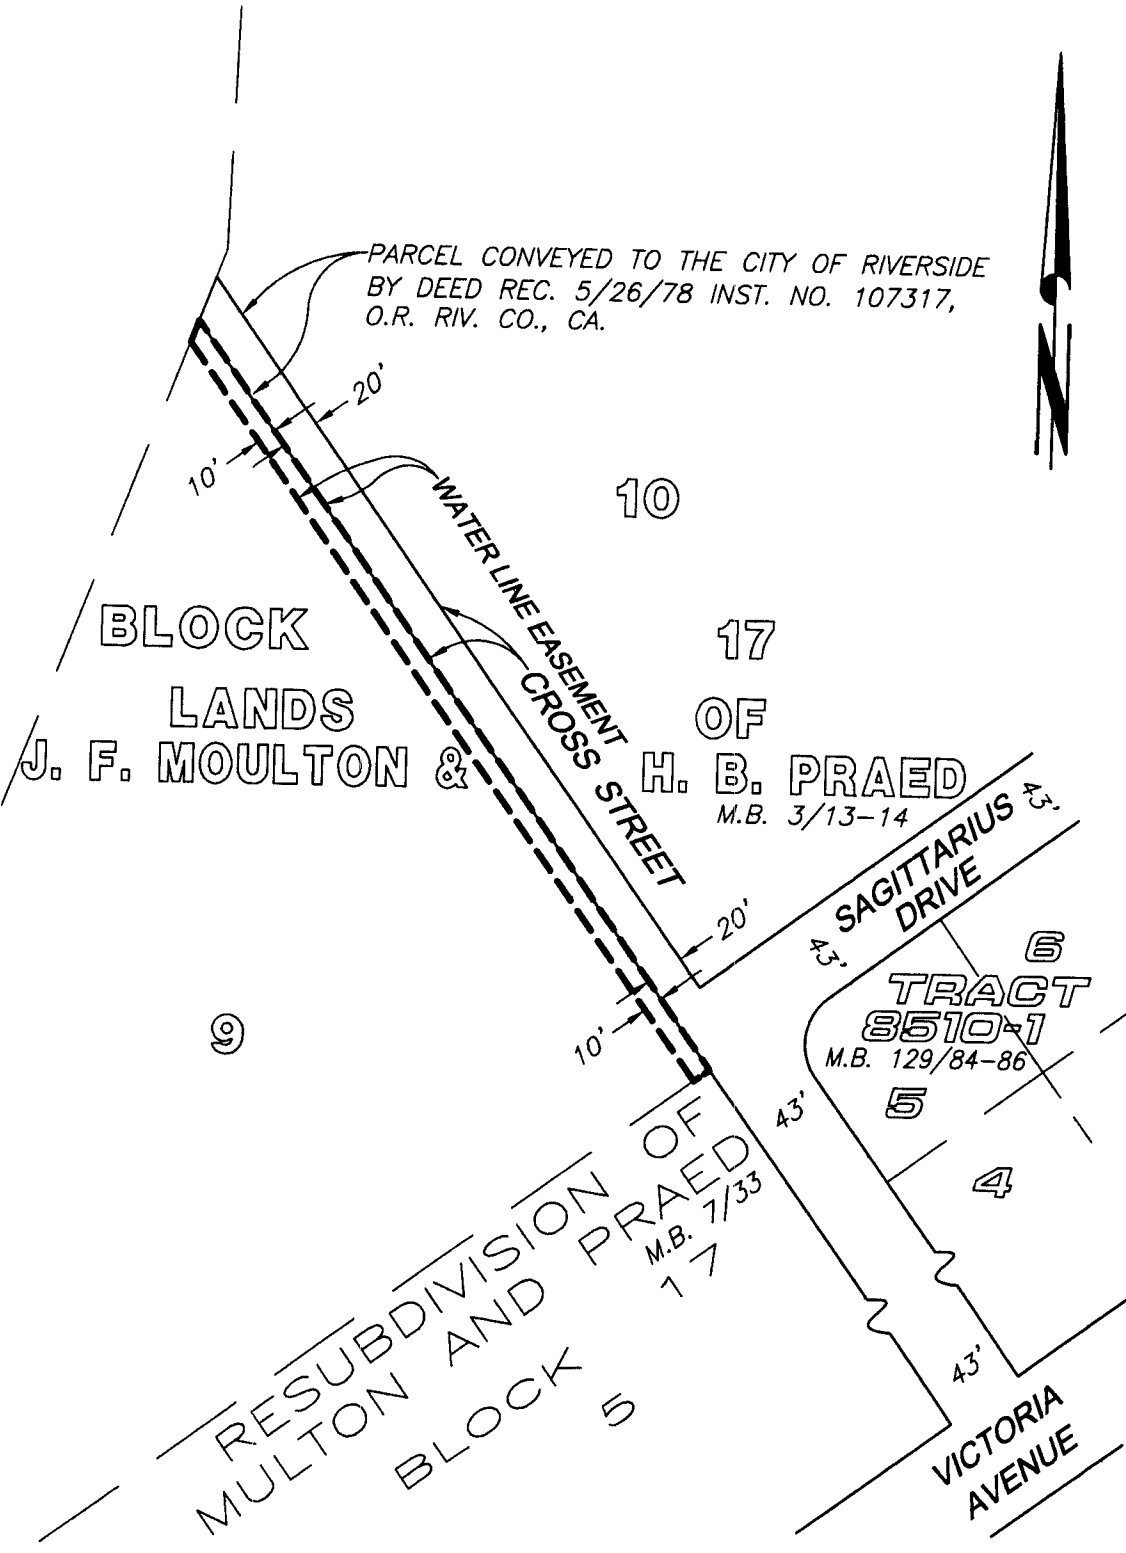 PARCEL CONVEYED TO THE CITY OF RIVERSIDE
BY DEED REC. 5/26/78 INST. NO. 107317,
O.R. RIV. CO., CA.
N
20'
10'
10
WATER LINE EASEMENT
CROSS STREET
BLOCK
17
LANDS
OF
J. F. MOULTON &
H. B. PRAED
M.B. 3/13-14
SAGITTARIUS
DRIVE
43'
43'
20'
10'
9
6
TRACT
8510-1
M.B. 129/84-86
5
4
43'
RESUBDIVISION OF
MULTON AND PRAED
M.B. 7/33
BLOCK 17
5
43'
VICTORIA
AVENUE